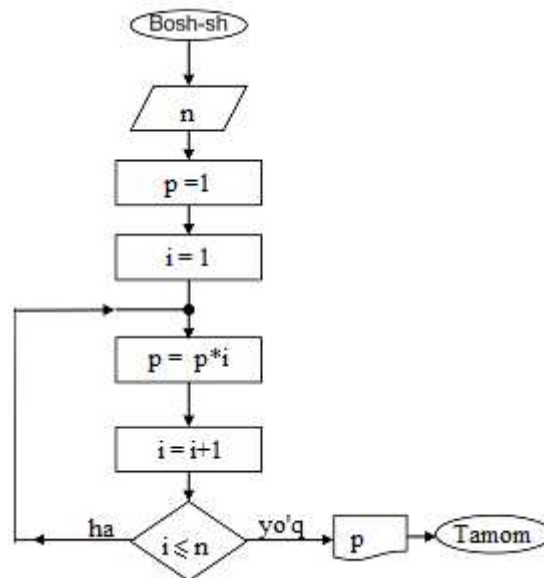 Bosh-sh
n
p =1
i = 1
p = p*i
i = i+1
ha
i ⩽ n
yo'q
p
Tamom